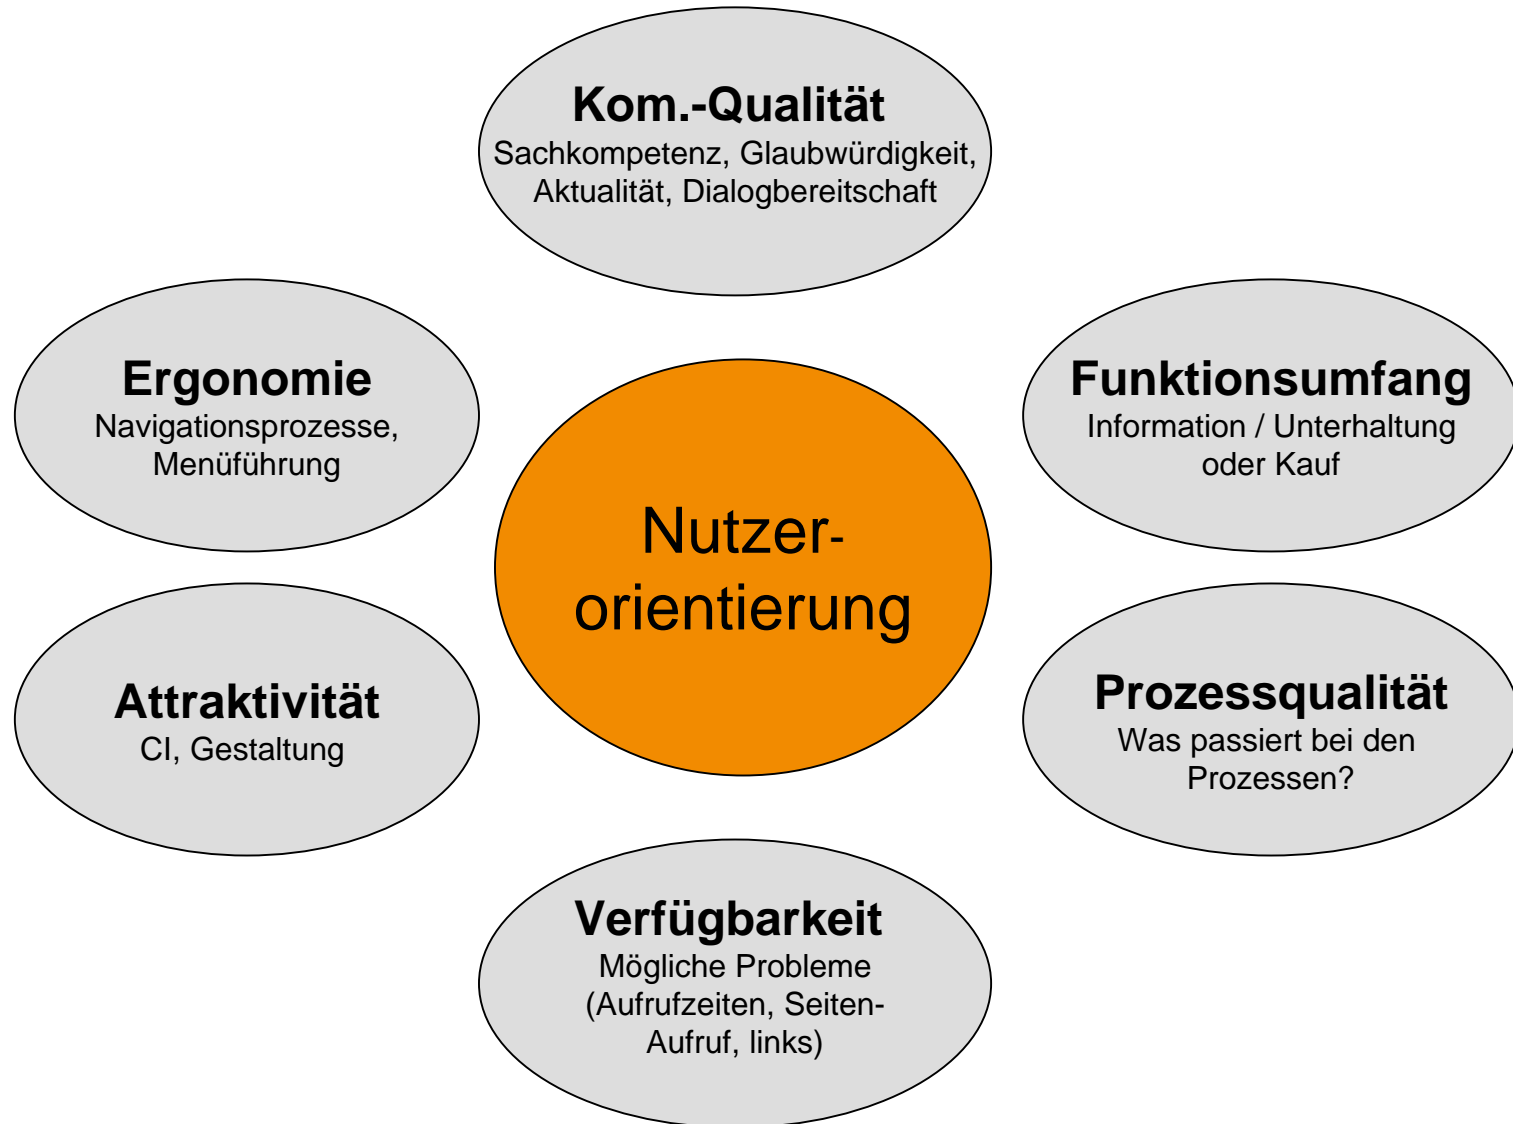 Kom.-Qualität
Sachkompetenz, Glaubwürdigkeit,
Aktualität, Dialogbereitschaft
Ergonomie
Navigationsprozesse,
Menüführung
Funktionsumfang
Information / Unterhaltung
oder Kauf
Nutzer-
orientierung
Attraktivität
CI, Gestaltung
Prozessqualität
Was passiert bei den
Prozessen?
Verfügbarkeit
Mögliche Probleme
(Aufrufzeiten, Seiten-
Aufruf, links)